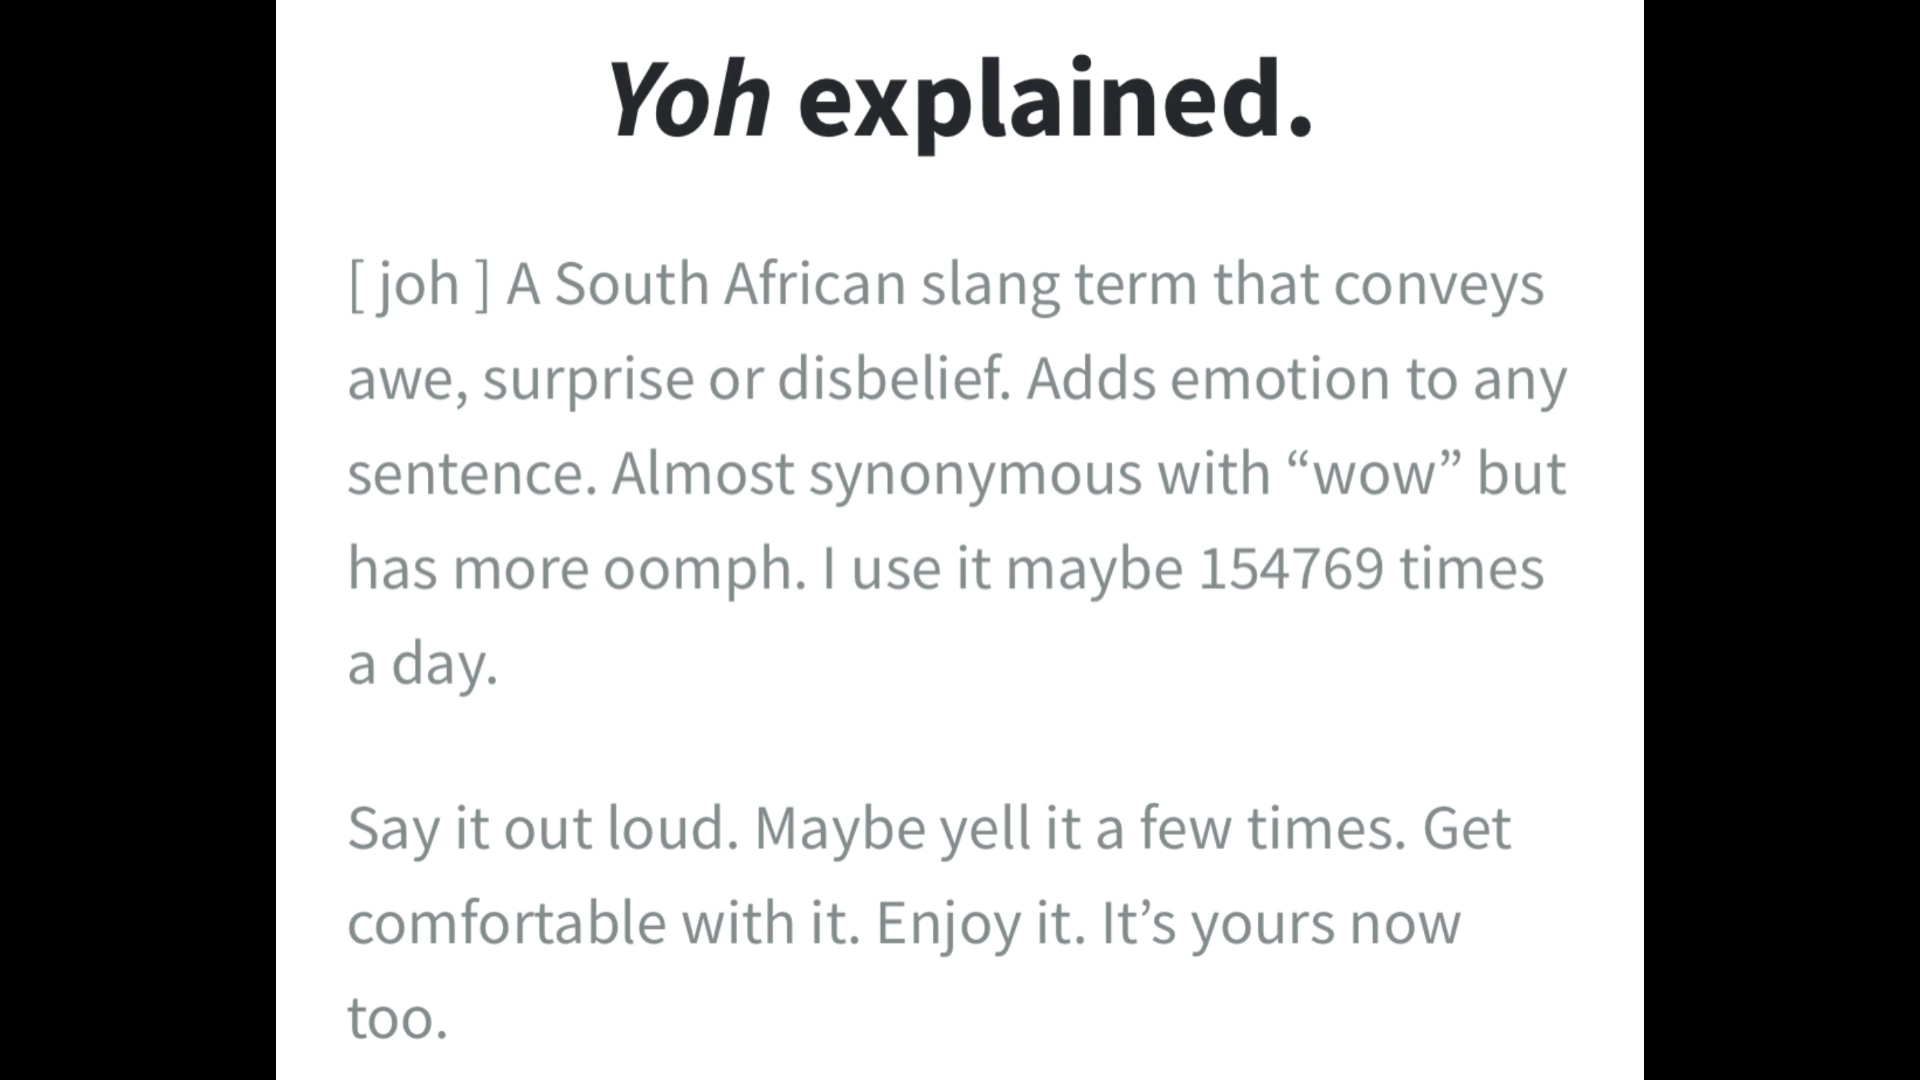 Yoh explained.
[ joh ] A South African slang term that conveys
awe, surprise or disbelief. Adds emotion to any
sentence. Almost synonymous with “wow” but
has more oomph. I use it maybe 154769 times
a day.
Say it out loud. Maybe yell it a few times. Get
comfortable with it. Enjoy it. It’s yours now
too.